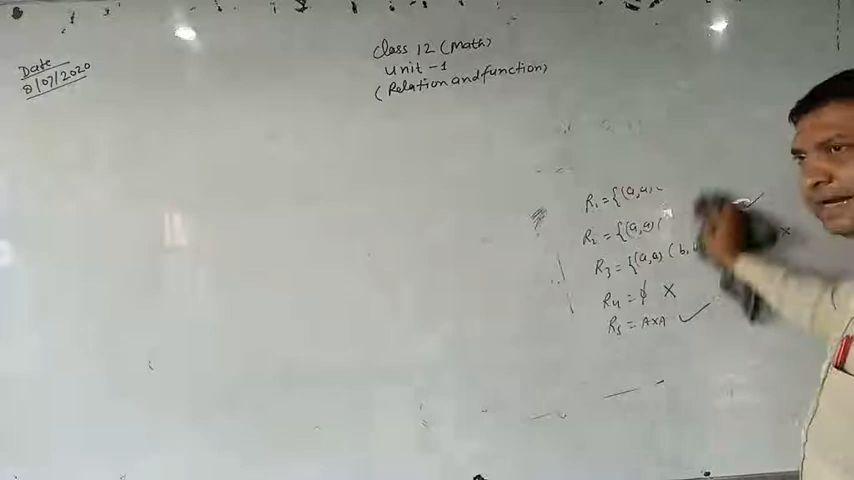 Date
8/07/2020
Class 12 (Math)
Unit -1
(Relation and function)
R₁ = {(a,a)
R₂ = {(a,a) (
R₃ = {(a,a) (b,
R₄ = ϕ ×
R₅ = A×A ✓